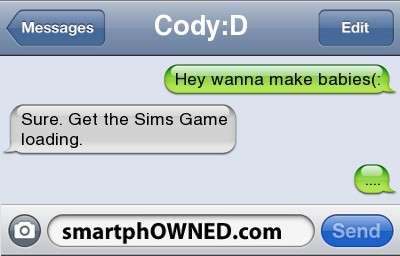 Messages
Cody:D
Edit
Hey wanna make babies(:
Sure. Get the Sims Game
loading.
....
smartphOWNED.com
Send